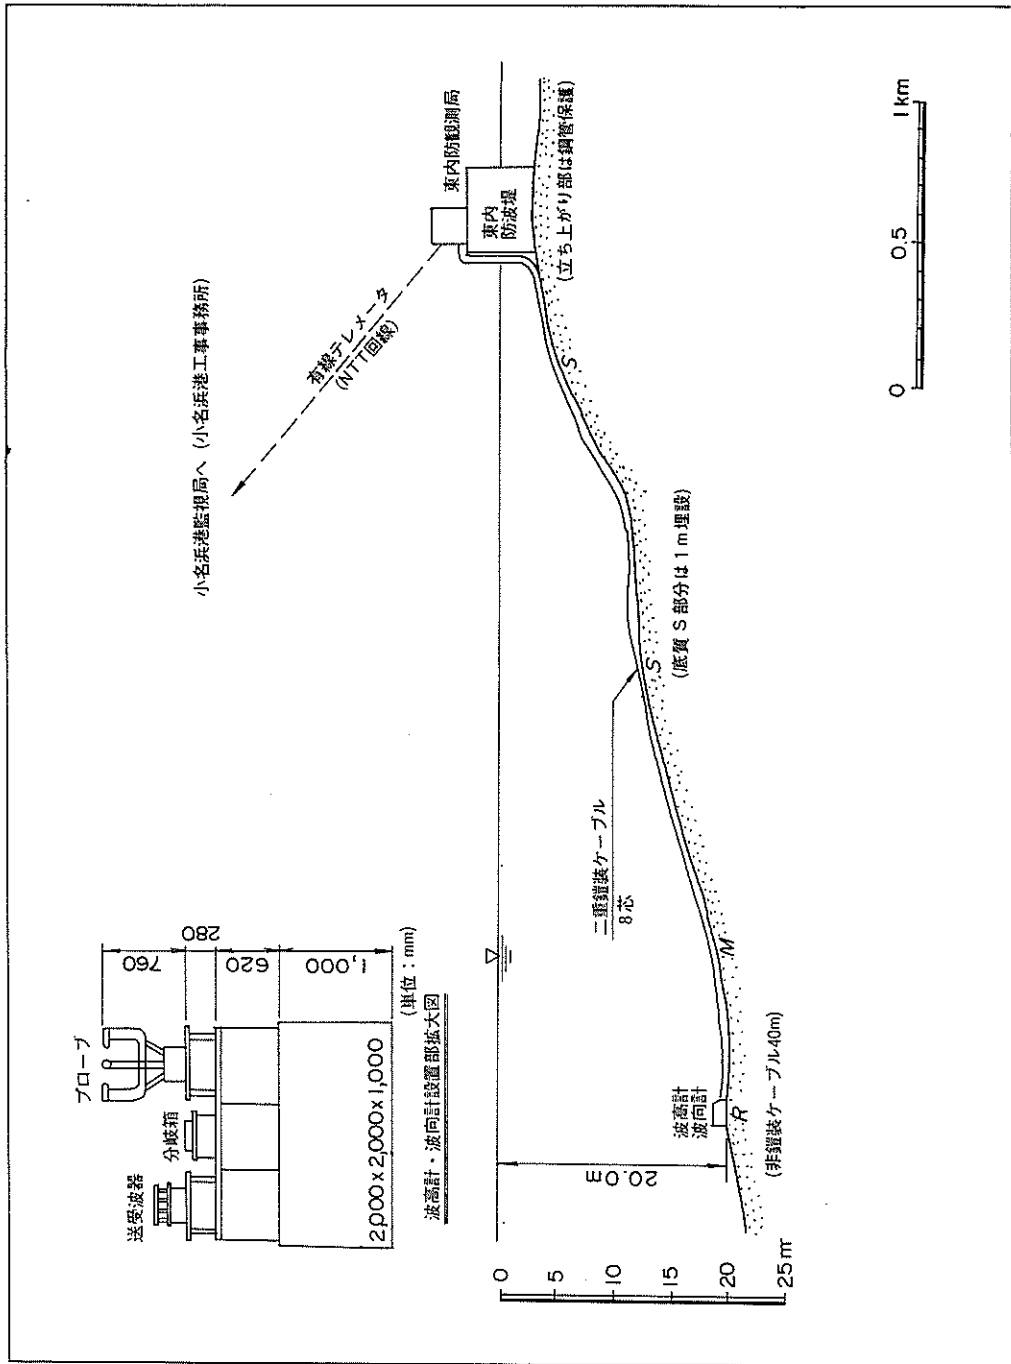 プローブ
分岐箱
送受波器
760
280
620
1,000
(単位：mm)
2,000×2,000×1,000
波高計・波向計設置部拡大図
小名浜港監視局へ (小名浜港工事事務所)
有線テレメータ
(NTT回線)
東内防観測局
東内
防波堤
(立ち上がり部は鋼管保護)
S
(底質 S 部分は 1 m 埋設)
S
二重鎧装ケーブル
8芯
M
波高計
波向計
R
(非鎧装ケーブル40m)
20.0m
0
5
10
15
20
25m
0
0.5
1km